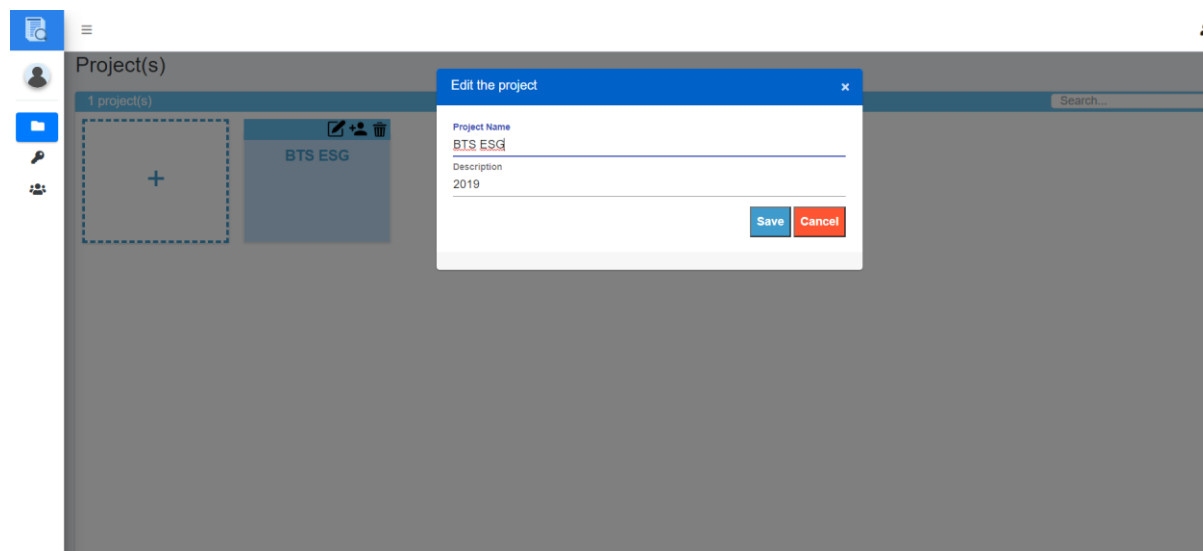 Project(s)
1 project(s)
Search...
BTS ESG
Edit the project
×
Project Name
BTS ESG
Description
2019
Save Cancel